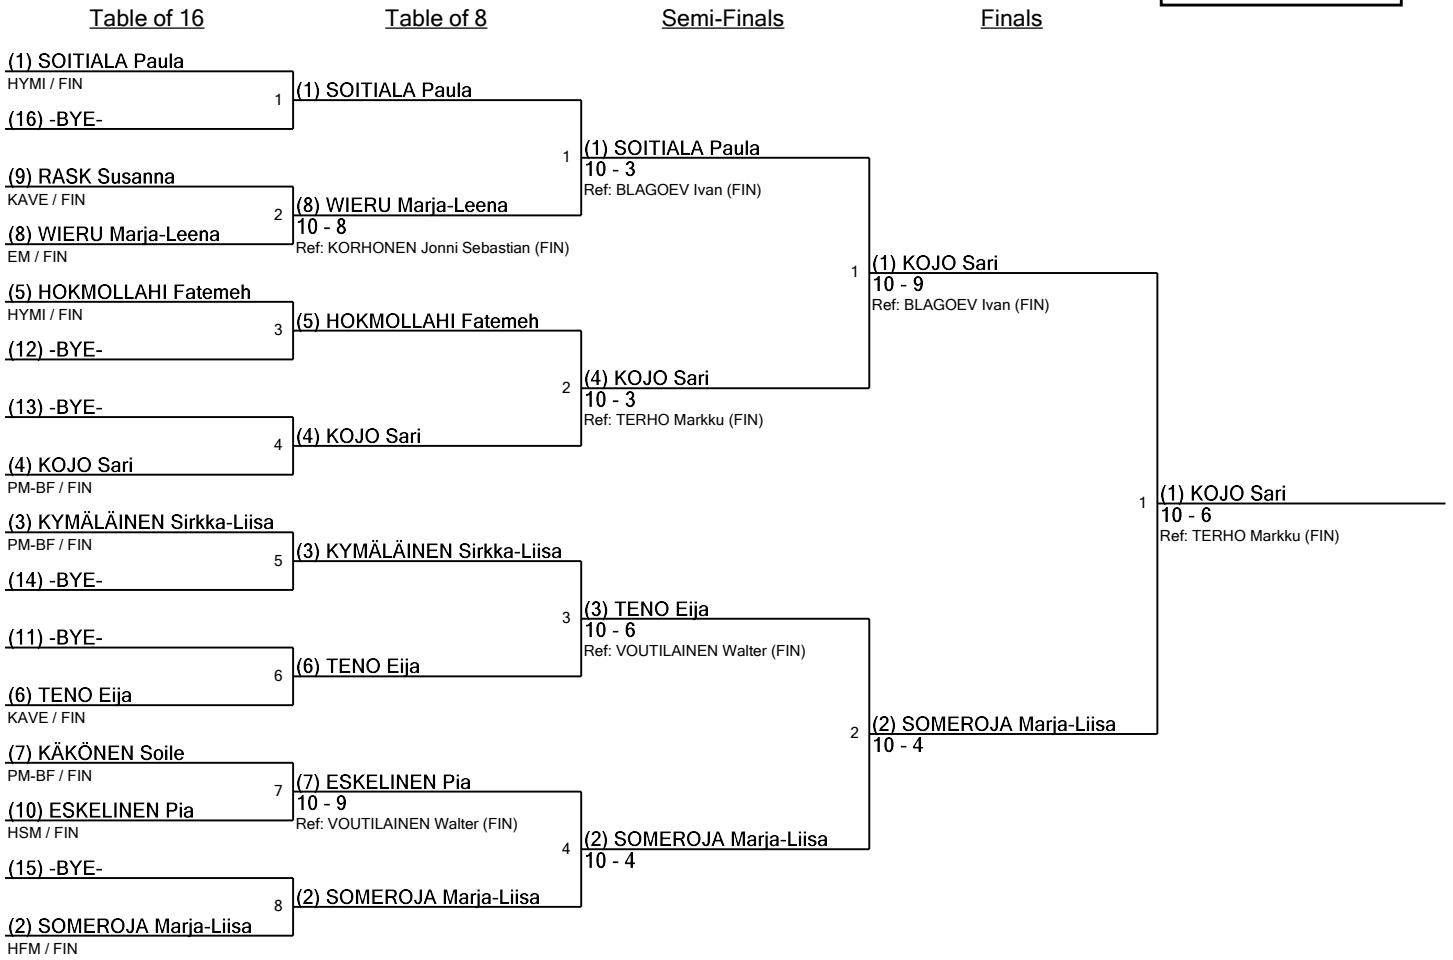 Table of 16
Table of 8
Semi-Finals
Finals
(1) SOITIALA Paula
HYMI / FIN
(16) -BYE-
(9) RASK Susanna
KAVE / FIN
(8) WIERU Marja-Leena
EM / FIN
(5) HOKMOLLAHI Fatemeh
HYMI / FIN
(12) -BYE-
(13) -BYE-
(4) KOJO Sari
PM-BF / FIN
(3) KYMÄLÄINEN Sirkka-Liisa
PM-BF / FIN
(14) -BYE-
(11) -BYE-
(6) TENO Eija
KAVE / FIN
(7) KÄKÖNEN Soile
PM-BF / FIN
(10) ESKELINEN Pia
HSM / FIN
(15) -BYE-
(2) SOMEROJA Marja-Liisa
HFM / FIN
1
2
3
4
5
6
7
8
(1) SOITIALA Paula
(8) WIERU Marja-Leena
10 - 8
Ref: KORHONEN Jonni Sebastian (FIN)
(5) HOKMOLLAHI Fatemeh
(4) KOJO Sari
(3) KYMÄLÄINEN Sirkka-Liisa
(6) TENO Eija
(7) ESKELINEN Pia
10 - 9
Ref: VOUTILAINEN Walter (FIN)
(2) SOMEROJA Marja-Liisa
1
2
3
4
(1) SOITIALA Paula
10 - 3
Ref: BLAGOEV Ivan (FIN)
(4) KOJO Sari
10 - 3
Ref: TERHO Markku (FIN)
(3) TENO Eija
10 - 6
Ref: VOUTILAINEN Walter (FIN)
(2) SOMEROJA Marja-Liisa
10 - 4
1
2
(1) KOJO Sari
10 - 9
Ref: BLAGOEV Ivan (FIN)
(2) SOMEROJA Marja-Liisa
10 - 4
1
(1) KOJO Sari
10 - 6
Ref: TERHO Markku (FIN)